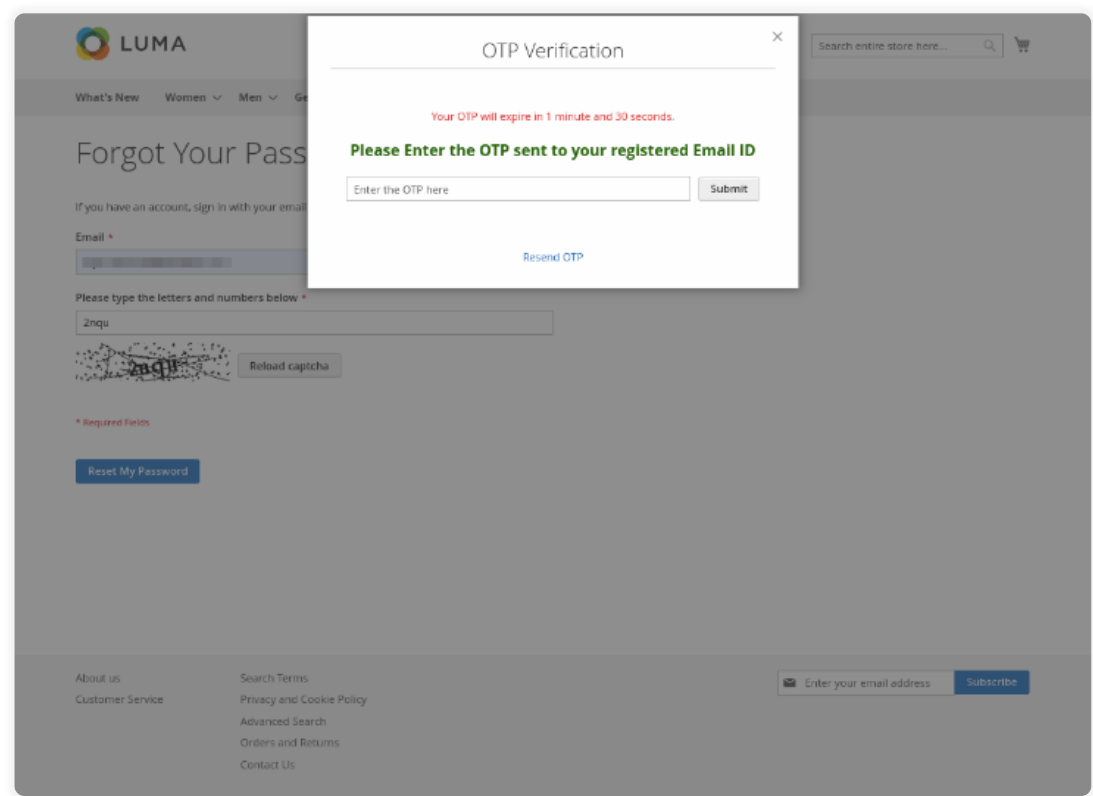 LUMA
Search entire store here...
What's New Women Men Ge
OTP Verification
Your OTP will expire in 1 minute and 30 seconds.
Please Enter the OTP sent to your registered Email ID
Enter the OTP here
Submit
Resend OTP
Forgot Your Pass
If you have an account, sign in with your email
Email *
Please type the letters and numbers below *
2nqu
2nqu
Reload captcha
* Required Fields
Reset My Password
About us
Customer Service
Search Terms
Privacy and Cookie Policy
Advanced Search
Orders and Returns
Contact Us
Enter your email address
Subscribe